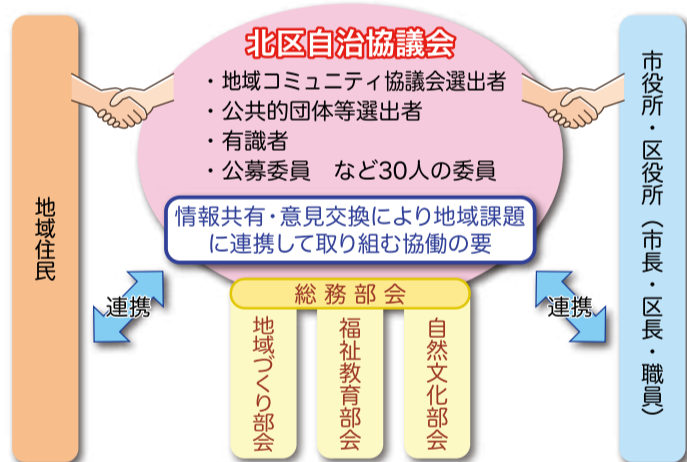 北区自治協議会
・地域コミュニティ協議会選出者
・公共的団体等選出者
・有識者
・公募委員　など30人の委員
情報共有・意見交換により地域課題
に連携して取り組む協働の要
地域住民
市役所・区役所（市長・区長・職員）
連携
連携
総務部会
地域づくり部会
福祉教育部会
自然文化部会